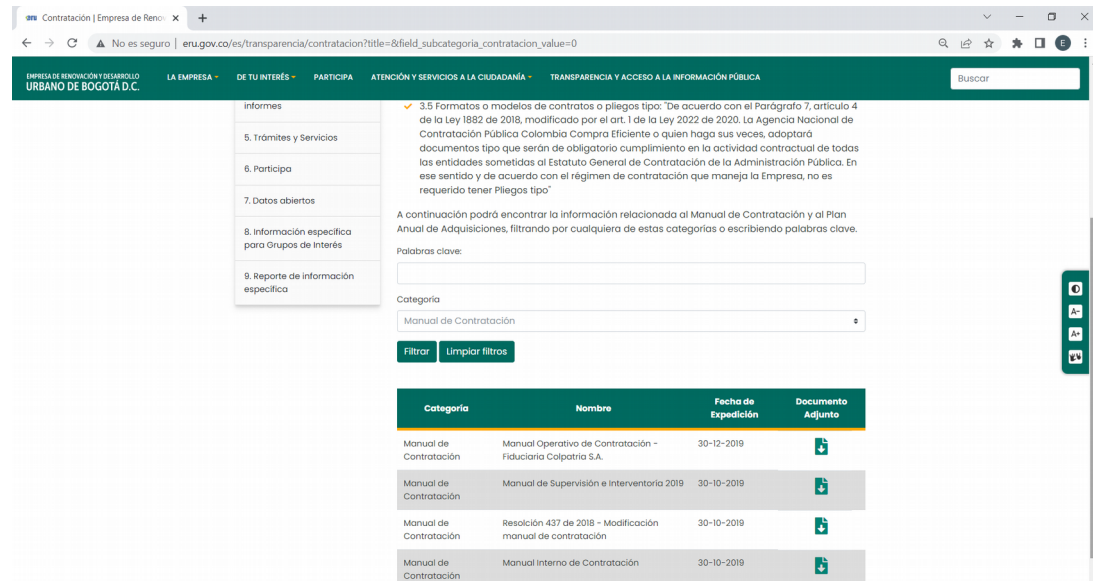 eru Contratación | Empresa de Renov
No es seguro | eru.gov.co/es/transparencia/contratacion?title=&field_subcategoria_contratacion_value=0
E
EMPRESA DE RENOVACIÓN Y DESARROLLO
URBANO DE BOGOTÁ D.C.
LA EMPRESA
DE TU INTERÉS
PARTICIPA
ATENCIÓN Y SERVICIOS A LA CIUDADANÍA
TRANSPARENCIA Y ACCESO A LA INFORMACIÓN PÚBLICA
Buscar
informes
5. Trámites y Servicios
6. Participa
7. Datos abiertos
8. Información específica
para Grupos de Interés
9. Reporte de información
específica
3.5 Formatos o modelos de contratos o pliegos tipo: "De acuerdo con el Parágrafo 7, artículo 4
de la Ley 1882 de 2018, modificado por el art. 1 de la Ley 2022 de 2020. La Agencia Nacional de
Contratación Pública Colombia Compra Eficiente o quien haga sus veces, adoptará
documentos tipo que serán de obligatorio cumplimiento en la actividad contractual de todas
las entidades sometidas al Estatuto General de Contratación de la Administración Pública. En
ese sentido y de acuerdo con el régimen de contratación que maneja la Empresa, no es
requerido tener Pliegos tipo"
A continuación podrá encontrar la información relacionada al Manual de Contratación y al Plan
Anual de Adquisiciones, filtrando por cualquiera de estas categorías o escribiendo palabras clave.
Palabras clave:
Categoría
Manual de Contratación
Filtrar
Limpiar filtros
A-
A+
Categoría
Nombre
Fecha de
Expedición
Documento
Adjunto
Manual de
Contratación
Manual Operativo de Contratación -
Fiduciaria Colpatria S.A.
30-12-2019
Manual de
Contratación
Manual de Supervisión e Interventoría 2019
30-10-2019
Manual de
Contratación
Resolción 437 de 2018 - Modificación
manual de contratación
30-10-2019
Manual de
Contratación
Manual Interno de Contratación
30-10-2019